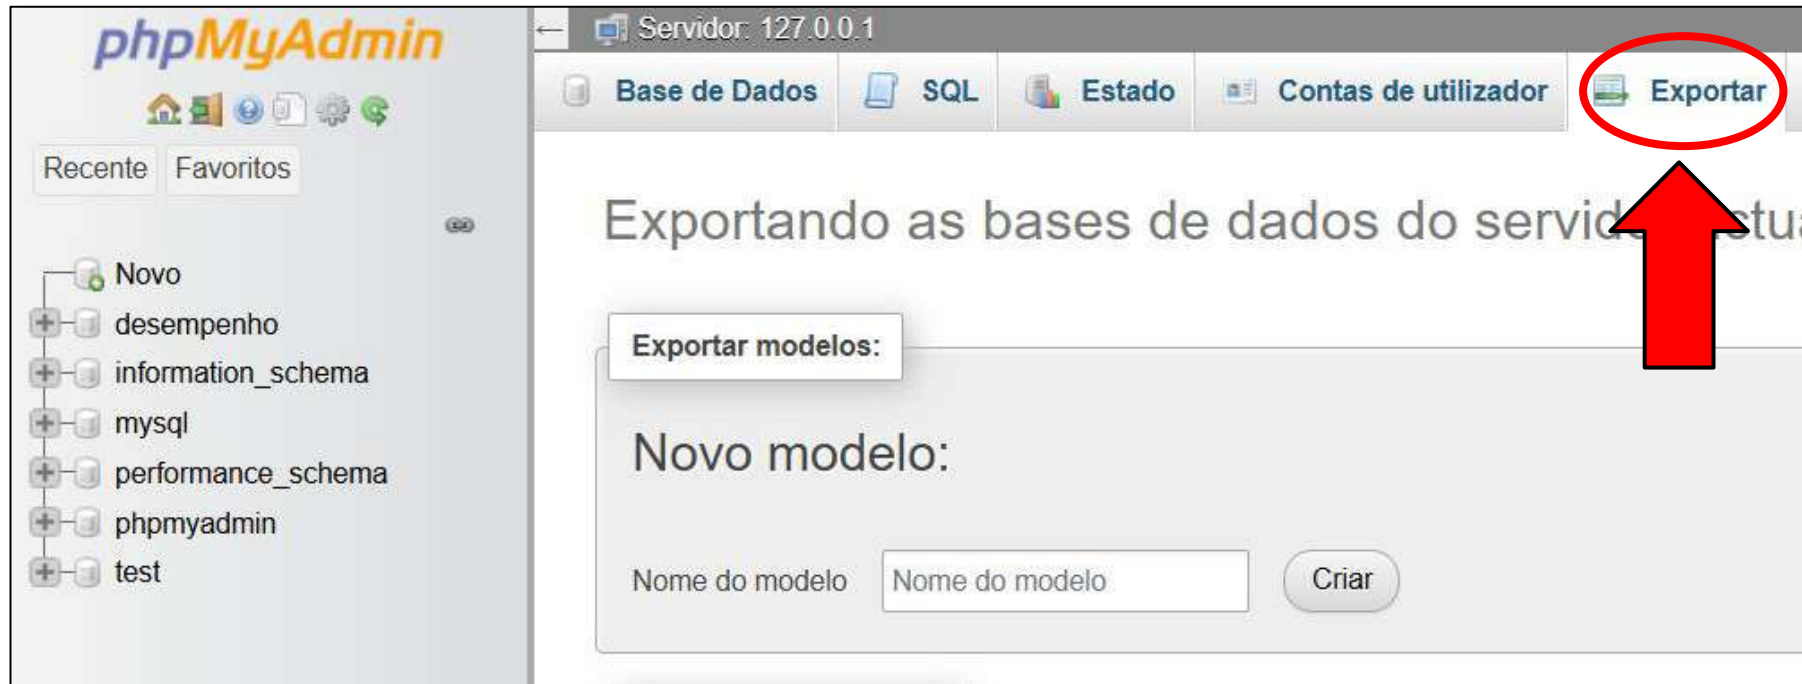 phpMyAdmin
Recente Favoritos
Novo
desempenho
information_schema
mysql
performance_schema
phpmyadmin
test
← Servidor: 127.0.0.1
Base de Dados SQL Estado Contas de utilizador Exportar
Exportando as bases de dados do
Exportar modelos:
Novo modelo:
Nome do modelo Nome do modelo Criar